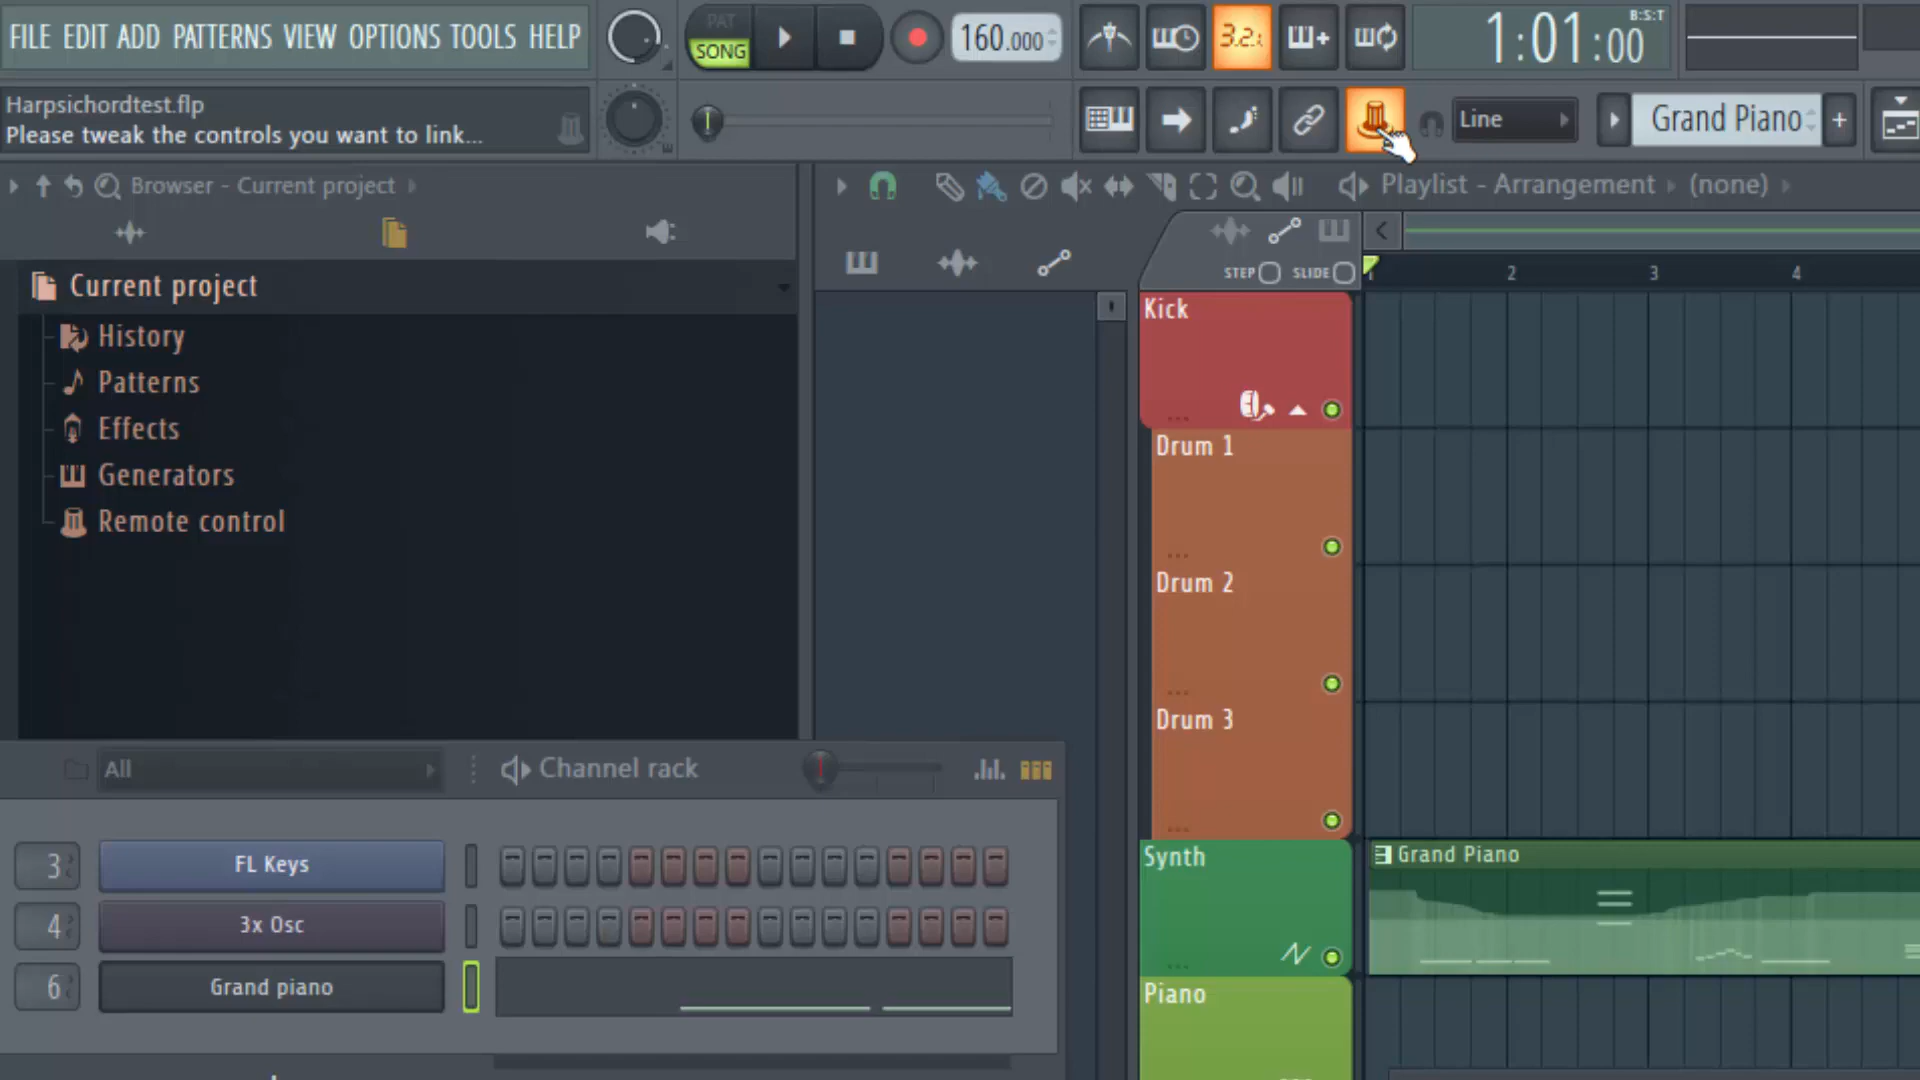 FILE EDIT ADD PATTERNS VIEW OPTIONS TOOLS HELP
PAT
SONG
160.000
3.2.
B:S:T
1:01:00
Harpsichordtest.flp
Please tweak the controls you want to link...
Line
Grand Piano
Browser - Current project
Playlist - Arrangement
(none)
STEP
SLIDE
2
3
4
Current project
History
Patterns
Effects
Generators
Remote control
Kick
Drum 1
Drum 2
Drum 3
Synth
Grand Piano
Piano
All
Channel rack
3
FL Keys
4
3x Osc
6
Grand piano